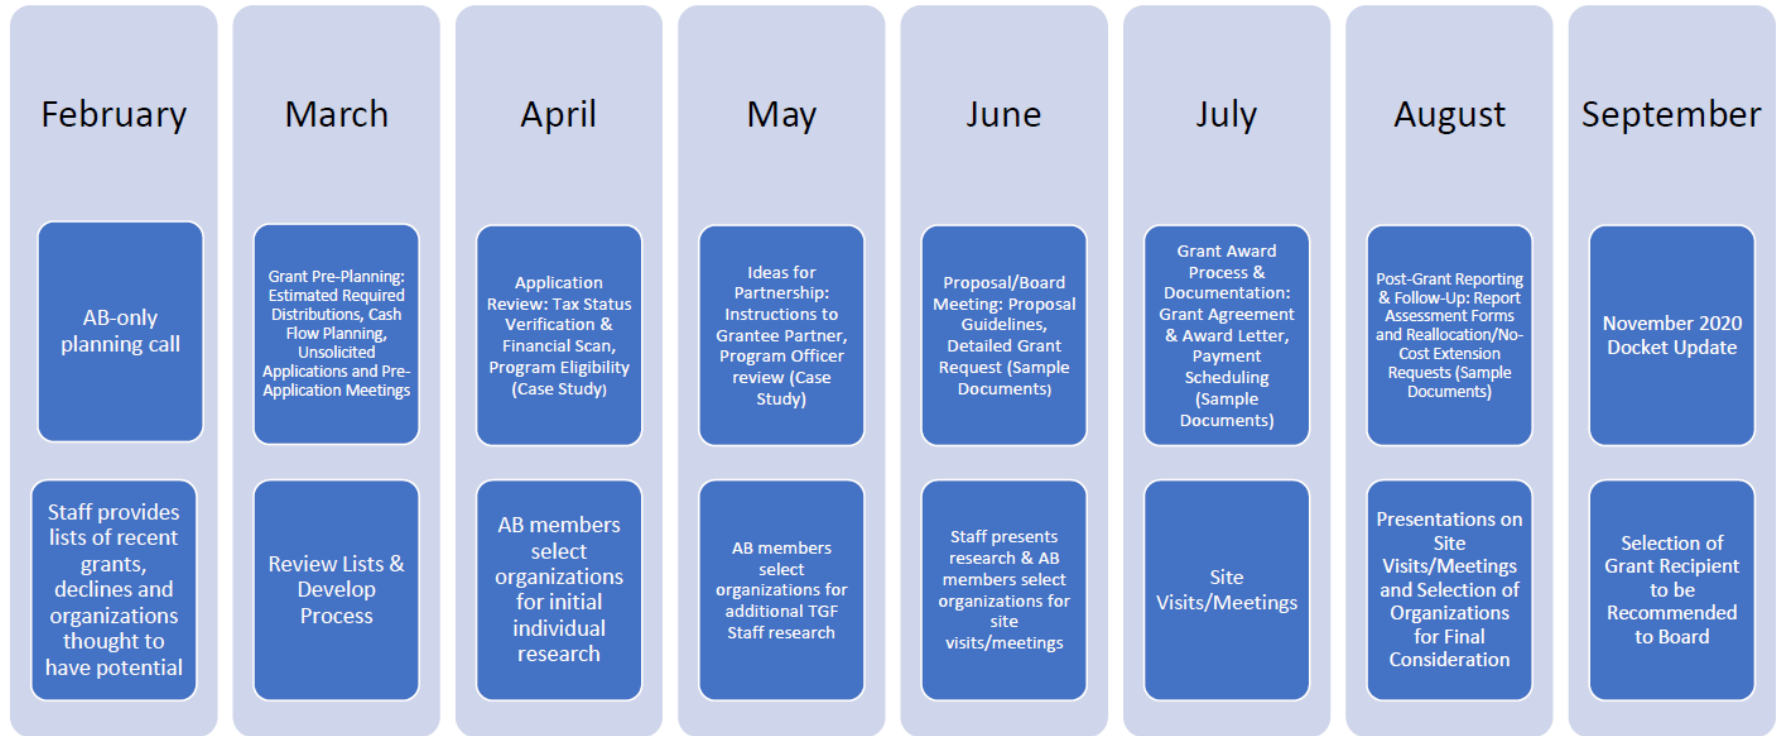 February
AB-only
planning call
Staff provides
lists of recent
grants,
declines and
organizations
thought to
have potential
March
Grant Pre-Planning:
Estimated Required
Distributions, Cash
Flow Planning,
Unsolicited
Applications and Pre-
Application Meetings
Review Lists &
Develop
Process
April
Application
Review: Tax Status
Verification &
Financial Scan,
Program Eligibility
(Case Study)
AB members
select
organizations
for initial
individual
research
May
Ideas for
Partnership:
Instructions to
Grantee Partner,
Program Officer
review (Case
Study)
AB members
select
organizations for
additional TGF
Staff research
June
Proposal/Board
Meeting: Proposal
Guidelines,
Detailed Grant
Request (Sample
Documents)
Staff presents
research & AB
members select
organizations for
site
visits/meetings
July
Grant Award
Process &
Documentation:
Grant Agreement
& Award Letter,
Payment
Scheduling
(Sample
Documents)
Site
Visits/Meetings
August
Post-Grant Reporting
& Follow-Up: Report
Assessment Forms
and Reallocation/No-
Cost Extension
Requests (Sample
Documents)
Presentations on
Site
Visits/Meetings
and Selection of
Organizations
for Final
Consideration
September
November 2020
Docket Update
Selection of
Grant Recipient
to be
Recommended
to Board